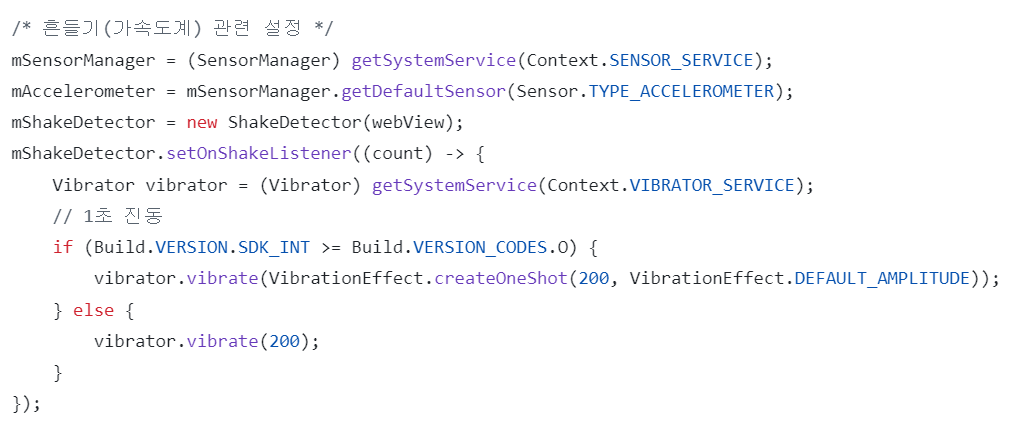 /* 흔들기(가속도계) 관련 설정 */
mSensorManager = (SensorManager) getSystemService(Context.SENSOR_SERVICE);
mAccelerometer = mSensorManager.getDefaultSensor(Sensor.TYPE_ACCELEROMETER);
mShakeDetector = new ShakeDetector(webView);
mShakeDetector.setOnShakeListener((count) -> {
    Vibrator vibrator = (Vibrator) getSystemService(Context.VIBRATOR_SERVICE);
    // 1초 진동
    if (Build.VERSION.SDK_INT >= Build.VERSION_CODES.O) {
        vibrator.vibrate(VibrationEffect.createOneShot(200, VibrationEffect.DEFAULT_AMPLITUDE));
    } else {
        vibrator.vibrate(200);
    }
});